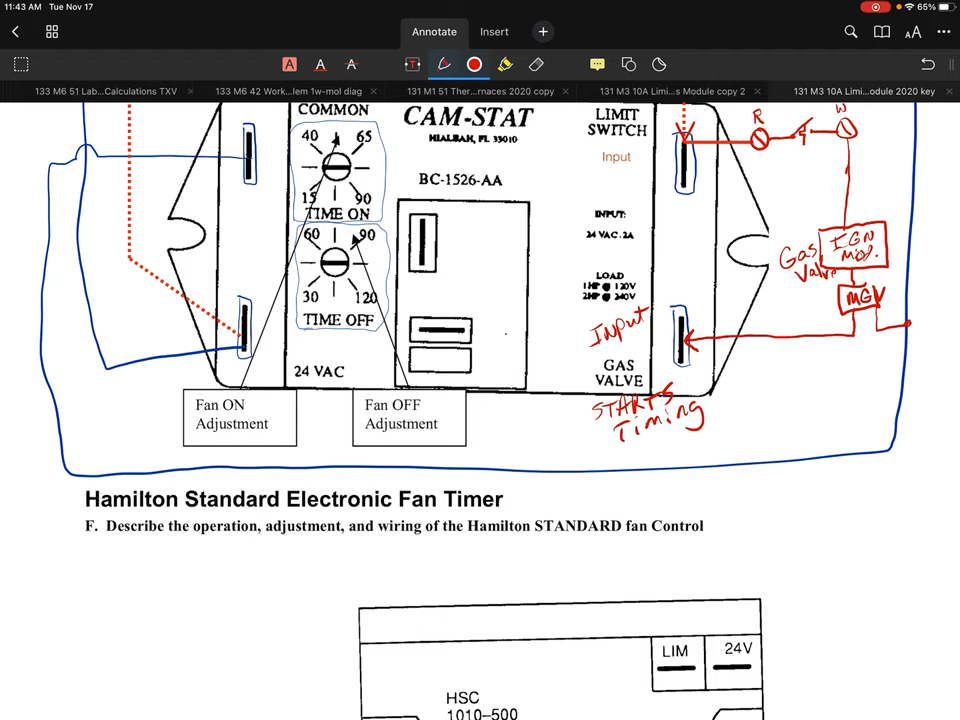 11:43 AM Tue Nov 17
65%
Annotate
Insert
133 M6 51 Lab...Calculations TXV
133 M6 42 Work...lem 1w-mol diag
131 M1 51 Ther...rnaces 2020 copy
131 M3 10A Limi...s Module copy 2
131 M3 10A Limi...odule 2020 key
COMMON
40
65
15
90
TIME ON
60
90
30
120
TIME OFF
24 VAC
CAM-STAT
HIALEAH, FL 33010
BC-1526-AA
LIMIT
SWITCH
Input
INPUT:
24 VAC .2A
LOAD
1HP @ 120V
2HP @ 240V
INPUT
GAS
VALVE
STARTS
Timing
R
W
Gas
Valve
IGN
Mod.
MGV
Fan ON
Adjustment
Fan OFF
Adjustment
Hamilton Standard Electronic Fan Timer
F. Describe the operation, adjustment, and wiring of the Hamilton STANDARD fan Control
LIM
24V
HSC
1010-500